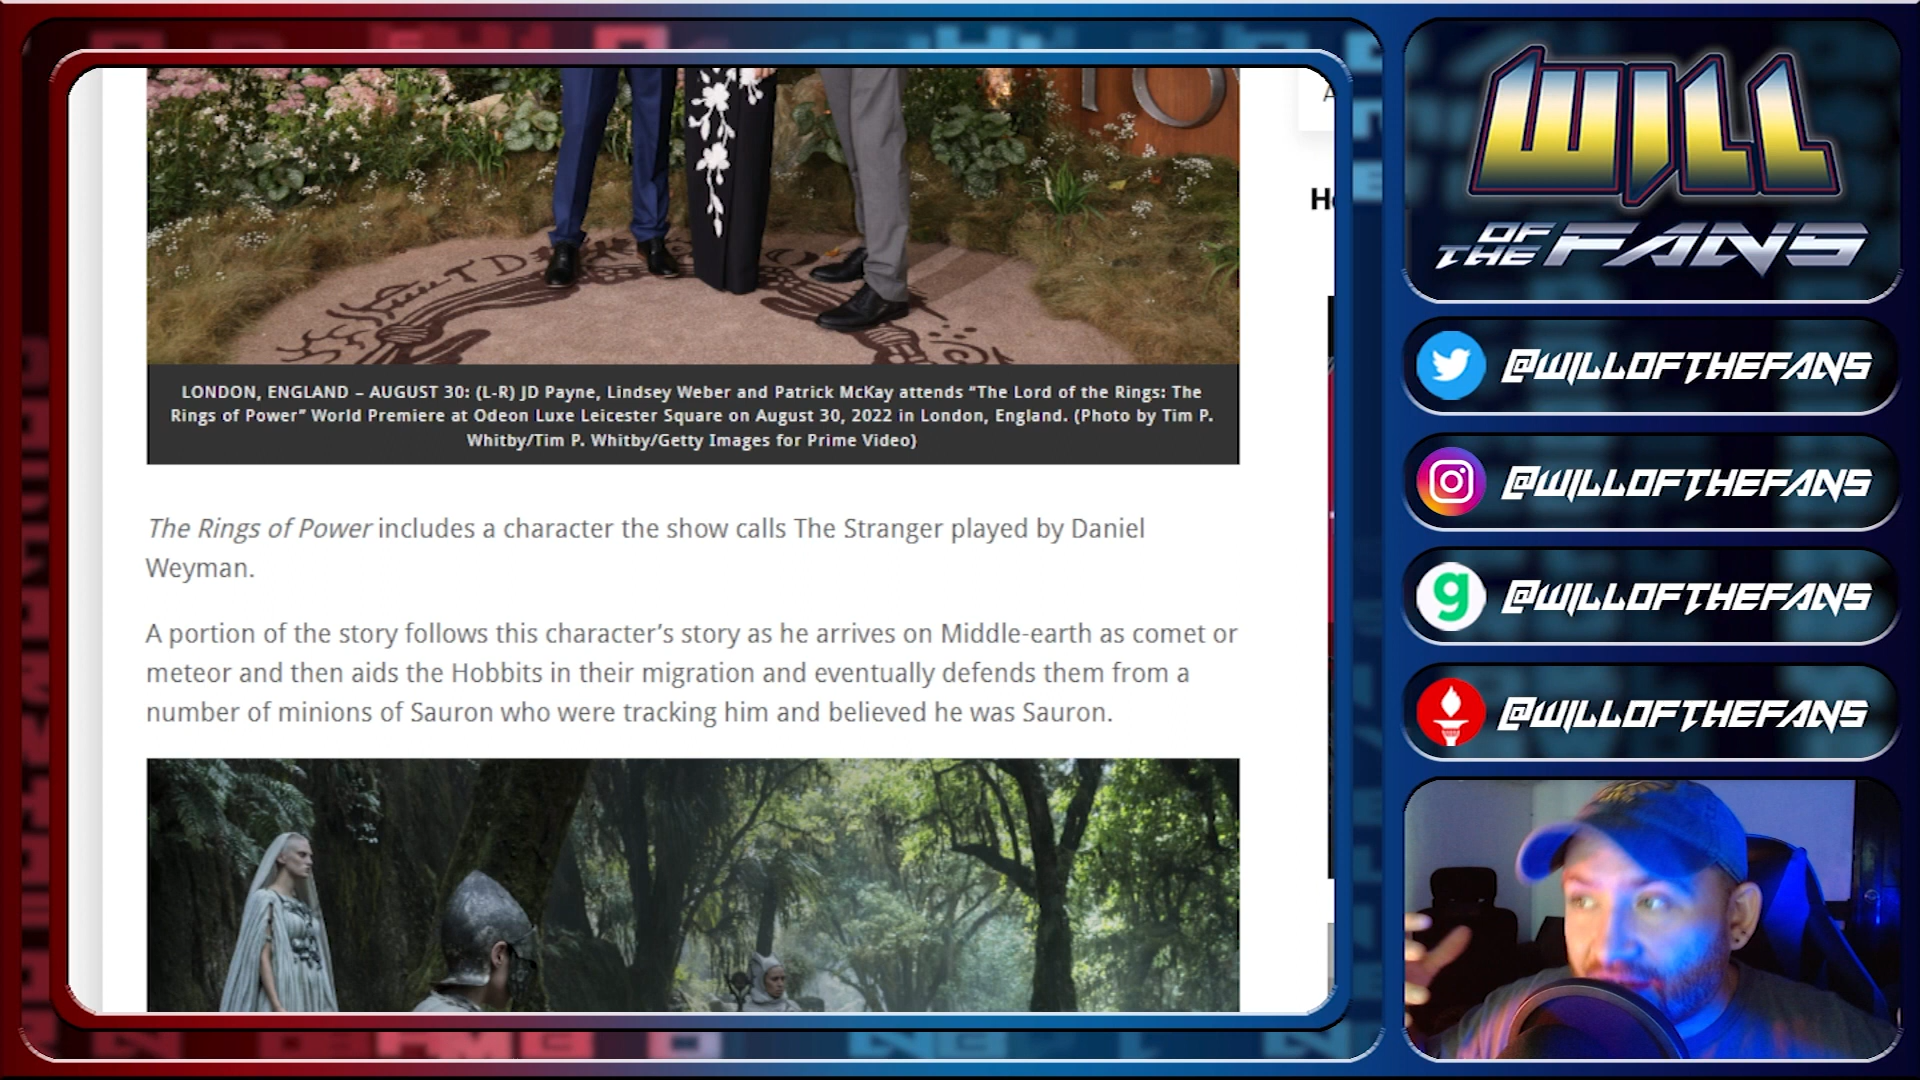 LONDON, ENGLAND – AUGUST 30: (L-R) JD Payne, Lindsey Weber and Patrick McKay attends “The Lord of the Rings: The
Rings of Power” World Premiere at Odeon Luxe Leicester Square on August 30, 2022 in London, England. (Photo by Tim P.
Whitby/Tim P. Whitby/Getty Images for Prime Video)
The Rings of Power includes a character the show calls The Stranger played by Daniel
Weyman.
A portion of the story follows this character’s story as he arrives on Middle-earth as comet or
meteor and then aids the Hobbits in their migration and eventually defends them from a
number of minions of Sauron who were tracking him and believed he was Sauron.
WILL
OF
THE FANS
@WILLOFTHEFANS
@WILLOFTHEFANS
g
@WILLOFTHEFANS
@WILLOFTHEFANS